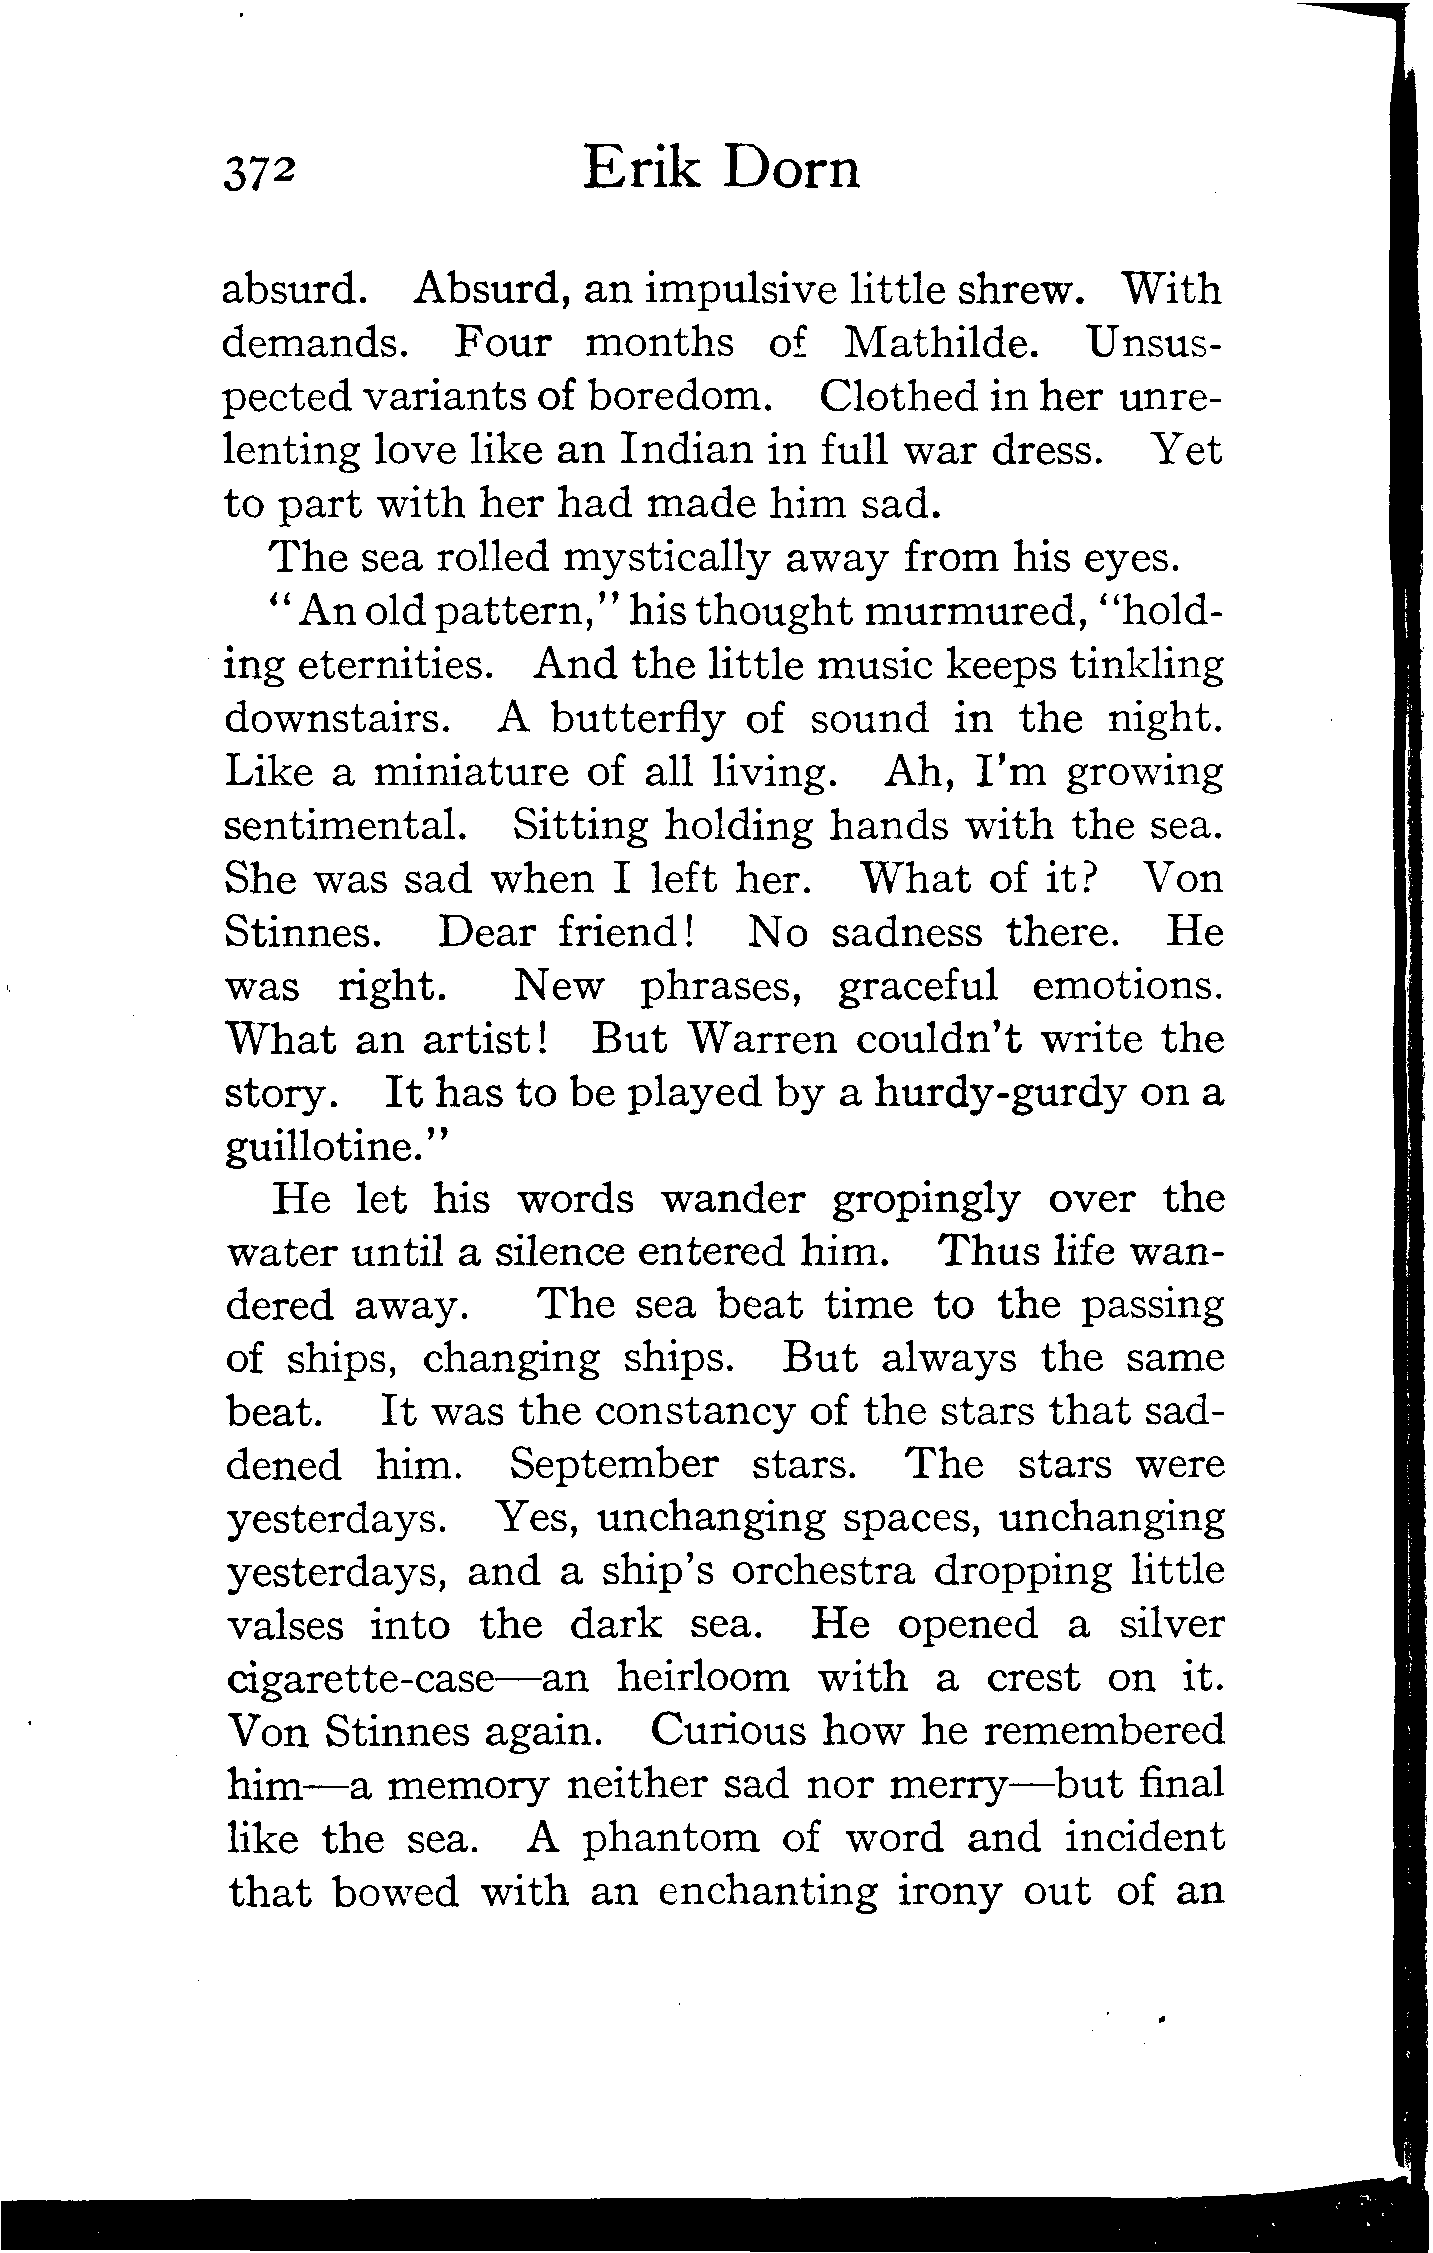 372 Erik Dorn
absurd. Absurd, an impulsive little shrew. With
demands. Four months of Mathilde. Unsus-
pected variants of boredom. Clothed in her unre-
lenting love like an Indian in full war dress. Yet
to part with her had made him sad.
The sea rolled mystically away from his eyes.
"An old pattern," his thought murmured, "hold-
ing eternities. And the little music keeps tinkling
downstairs. A butterfly of sound in the night.
Like a miniature of all living. Ah, I'm growing
sentimental. Sitting holding hands with the sea.
She was sad when I left her. What of it? Von
Stinnes. Dear friend! No sadness there. He
was right. New phrases, graceful emotions.
What an artist! But Warren couldn't write the
story. It has to be played by a hurdy-gurdy on a
guillotine."
He let his words wander gropingly over the
water until a silence entered him. Thus life wan-
dered away. The sea beat time to the passing
of ships, changing ships. But always the same
beat. It was the constancy of the stars that sad-
dened him. September stars. The stars were
yesterdays. Yes, unchanging spaces, unchanging
yesterdays, and a ship's orchestra dropping little
valses into the dark sea. He opened a silver
cigarette-case—an heirloom with a crest on it.
Von Stinnes again. Curious how he remembered
him—a memory neither sad nor merry—but final
like the sea. A phantom of word and incident
that bowed with an enchanting irony out of an